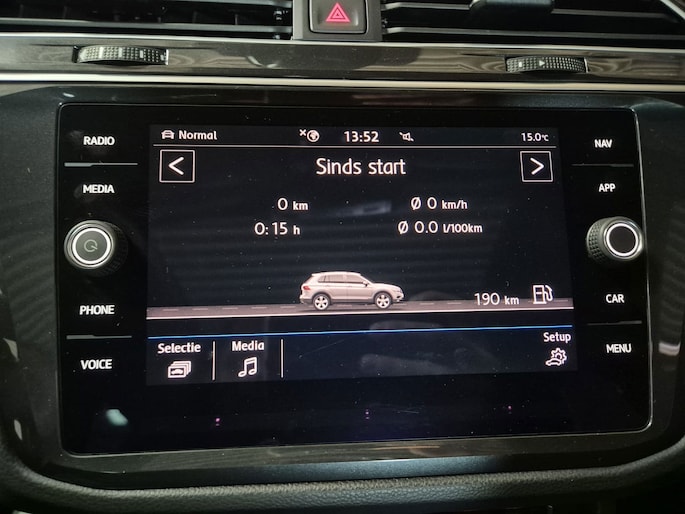 RADIO
MEDIA
PHONE
VOICE
Normal 13:52 15.0°C
< Sinds start >
0 km Ø 0 km/h
0:15 h Ø 0.0 l/100km
190 km
Selectie Media Setup
NAV
APP
CAR
MENU